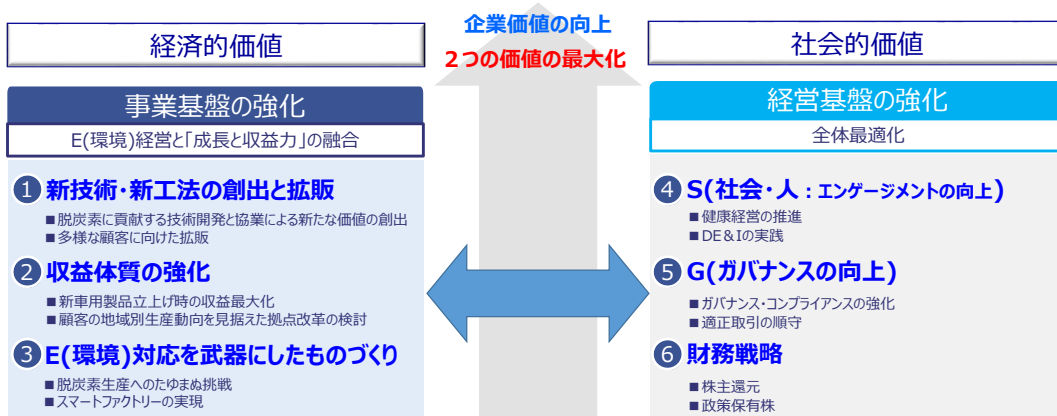 企業価値の向上
2つの価値の最大化
経済的価値
事業基盤の強化
E(環境)経営と「成長と収益力」の融合
1 新技術・新工法の創出と拡販
■脱炭素に貢献する技術開発と協業による新たな価値の創出
■多様な顧客に向けた拡販
2 収益体質の強化
■新車用製品立上げ時の収益最大化
■顧客の地域別生産動向を見据えた拠点改革の検討
3 E(環境)対応を武器にしたものづくり
■脱炭素生産へのたゆまぬ挑戦
■スマートファクトリーの実現
社会的価値
経営基盤の強化
全体最適化
4 S(社会・人:エンゲージメントの向上)
■健康経営の推進
■DE&Iの実践
5 G(ガバナンスの向上)
■ガバナンス・コンプライアンスの強化
■適正取引の順守
6 財務戦略
■株主還元
■政策保有株